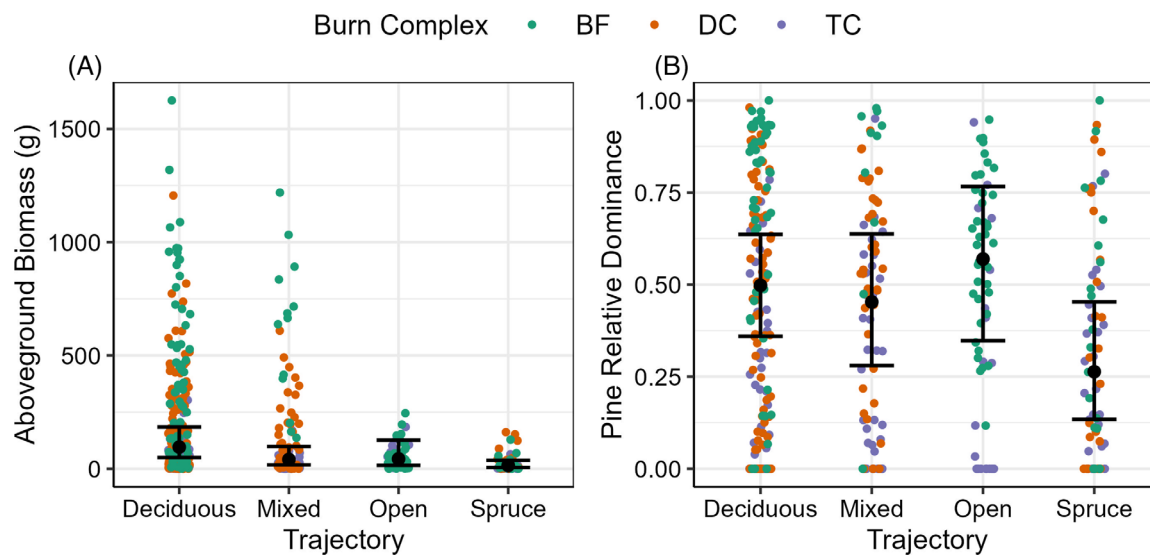 Burn Complex BF DC TC
(A) (B)
Aboveground Biomass (g)
1500
1000
500
0
Deciduous Mixed Open Spruce
Trajectory
Pine Relative Dominance
1.00
0.75
0.50
0.25
0.00
Deciduous Mixed Open Spruce
Trajectory